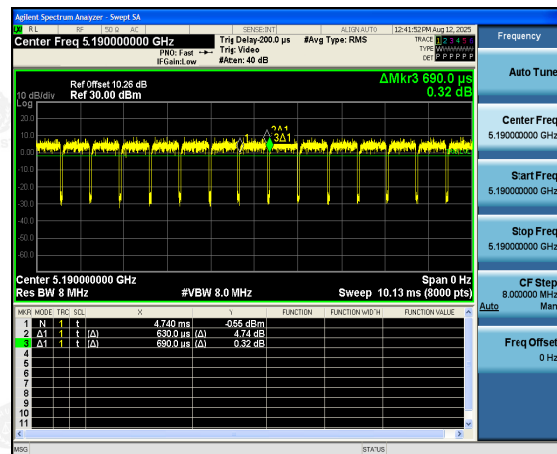 Agilent Spectrum Analyzer - Swept SA
RL RF 50 Ω AC SENSE:INT ALIGN AUTO 12:41:52PM Aug 12, 2025
Center Freq 5.190000000 GHz
PNO: Fast
IFGain:Low
Trig Delay-200.0 µs
Trig: Video
#Atten: 40 dB
#Avg Type: RMS
TRACE 1 2 3 4 5 6
TYPE
DET P P P P P P
Ref Offset 10.26 dB
Ref 30.00 dBm
10 dB/div
Log
ΔMkr3 690.0 µs
0.32 dB
20.0
10.0
0.00
-10.0
-20.0
-30.0
-40.0
-50.0
-60.0
1
2Δ1
3Δ1
Center 5.190000000 GHz
Span 0 Hz
Res BW 8 MHz
#VBW 8.0 MHz
Sweep 10.13 ms (8000 pts)
MKR MODE TRC SCL X Y FUNCTION FUNCTION WIDTH FUNCTION VALUE
1 N 1 t 4.740 ms -0.55 dBm
2 Δ1 1 t (Δ) 630.0 µs (Δ) 4.74 dB
3 Δ1 1 t (Δ) 690.0 µs (Δ) 0.32 dB
4
5
6
7
8
9
10
11
MSG
STATUS
Frequency
Auto Tune
Center Freq
5.190000000 GHz
Start Freq
5.190000000 GHz
Stop Freq
5.190000000 GHz
CF Step
8.000000 MHz
Auto Man
Freq Offset
0 Hz